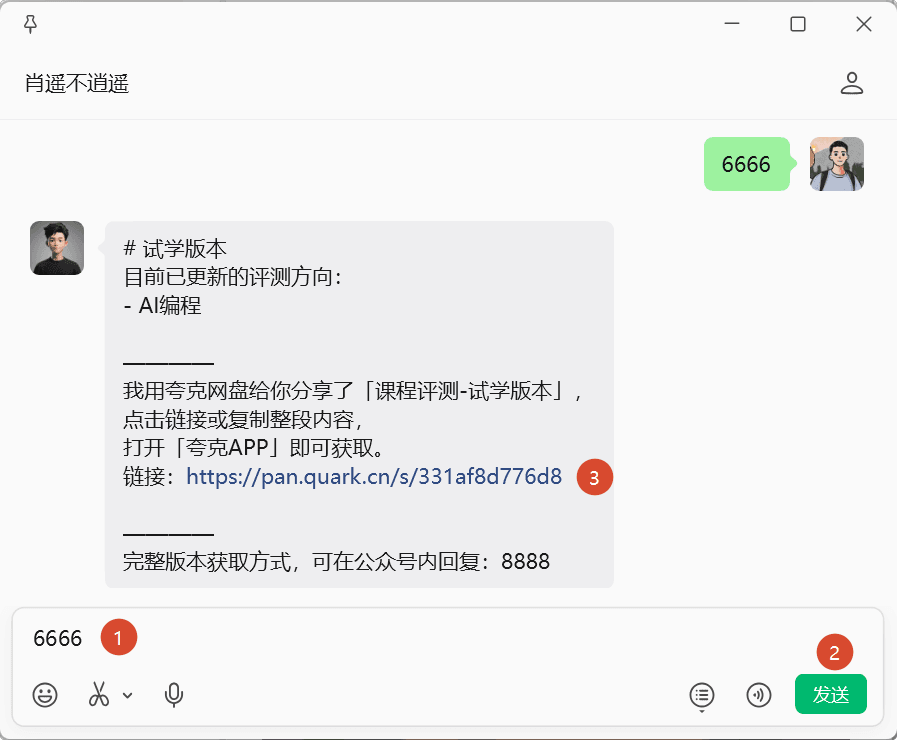 肖遥不逍遥
6666
# 试学版本
目前已更新的评测方向：
- AI编程
————
我用夸克网盘给你分享了「课程评测-试学版本」，
点击链接或复制整段内容，
打开「夸克APP」即可获取。
链接：https://pan.quark.cn/s/331af8d776d8 3
————
完整版本获取方式，可在公众号内回复：8888
6666 1
2
发送